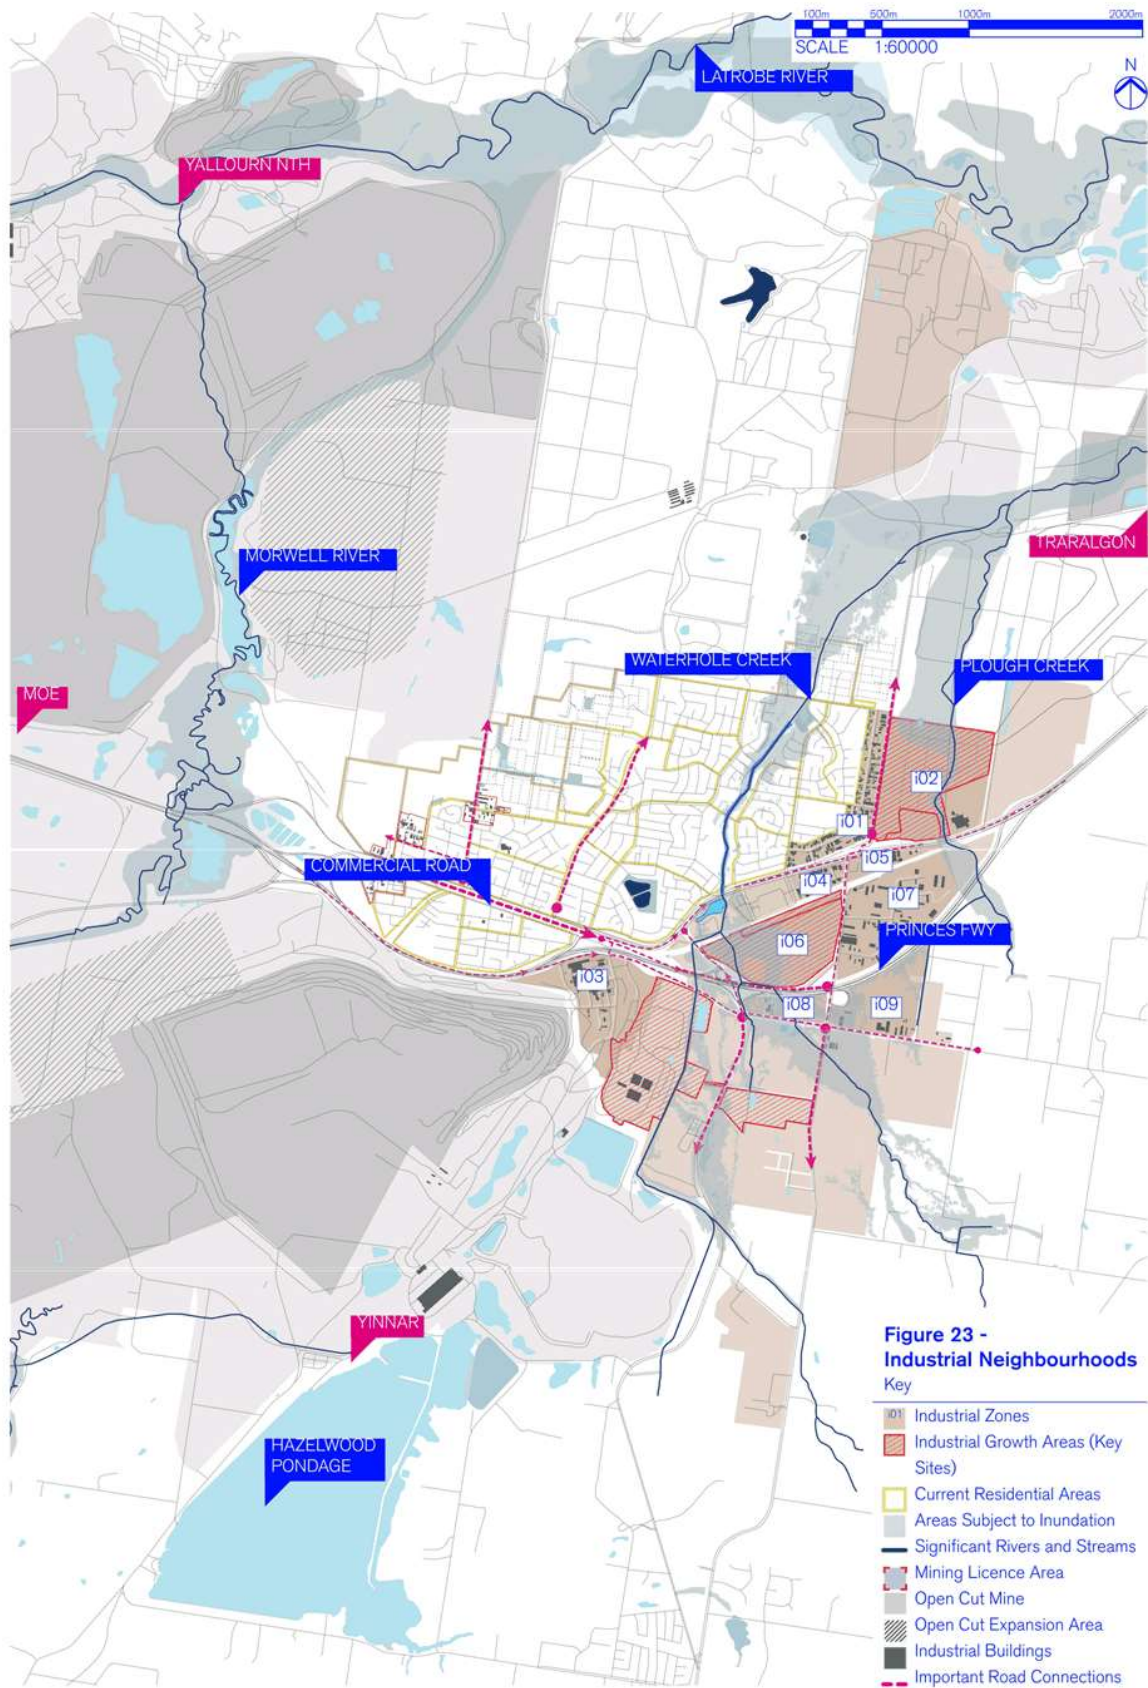 100m 500m 1000m 2000m
SCALE 1:60000
N
LATROBE RIVER
YALLOURN NTH
MORWELL RIVER
TRARALGON
WATERHOLE CREEK
PLOUGH CREEK
MOE
i02
i01
i05
COMMERCIAL ROAD
i04
i07
PRINCES FWY
i06
i03
i08
i09
YINNAR
HAZELWOOD
PONDAGE
Figure 23 -
Industrial Neighbourhoods
Key
i01 Industrial Zones
Industrial Growth Areas (Key
Sites)
Current Residential Areas
Areas Subject to Inundation
Significant Rivers and Streams
Mining Licence Area
Open Cut Mine
Open Cut Expansion Area
Industrial Buildings
Important Road Connections